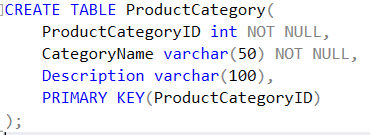 CREATE TABLE ProductCategory(
    ProductCategoryID int NOT NULL,
    CategoryName varchar(50) NOT NULL,
    Description varchar(100),
    PRIMARY KEY(ProductCategoryID)
);